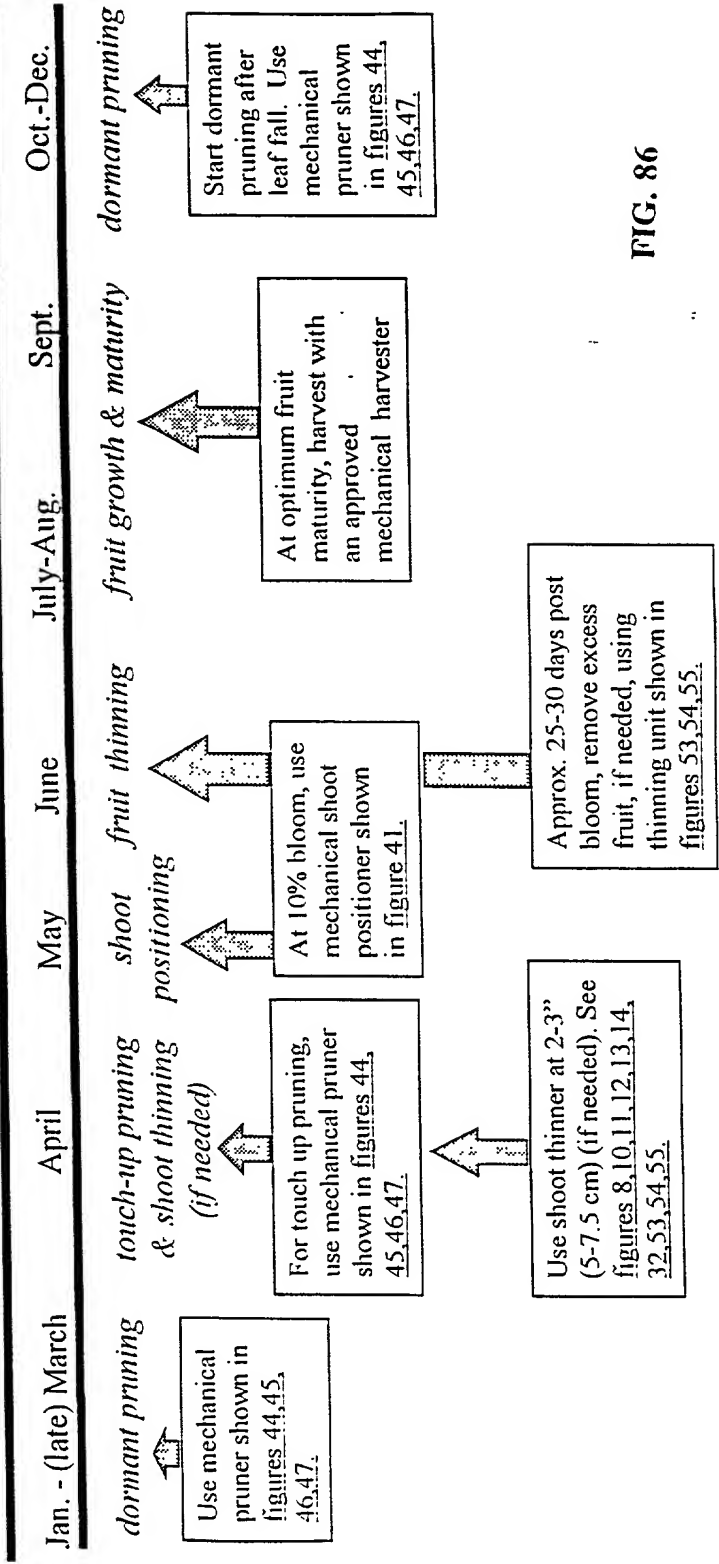 Jan. - (late) March
April
May
June
July-Aug.
Sept.
Oct.-Dec.
dormant pruning
touch-up pruning
& shoot thinning
(if needed)
shoot
positioning
fruit thinning
fruit growth & maturity
dormant pruning
Use mechanical
pruner shown in
figures 44,45,
46,47.
For touch up pruning,
use mechanical pruner
shown in figures 44,
45,46,47.
At 10% bloom, use
mechanical shoot
positioner shown
in figure 41.
At optimum fruit
maturity, harvest with
an approved
mechanical harvester
Start dormant
pruning after
leaf fall. Use
mechanical
pruner shown
in figures 44,
45,46,47.
Use shoot thinner at 2-3”
(5-7.5 cm) (if needed). See
figures 8,10,11,12,13,14,
32,53,54,55.
Approx. 25-30 days post
bloom, remove excess
fruit, if needed, using
thinning unit shown in
figures 53,54,55.
FIG. 86